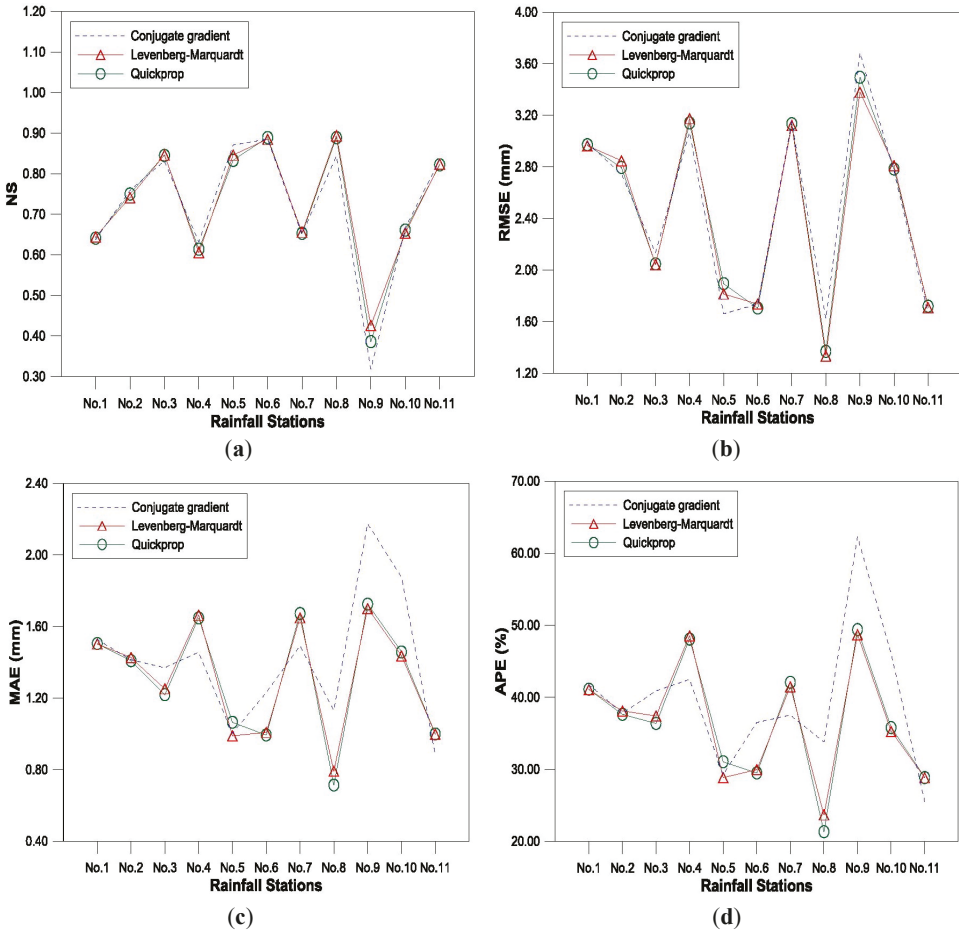 1.20
1.10
1.00
0.90
0.80
0.70
0.60
0.50
0.40
0.30
NS
Conjugate gradient
Levenberg-Marquardt
Quickprop
No.1 No.2 No.3 No.4 No.5 No.6 No.7 No.8 No.9 No.10 No.11
Rainfall Stations
(a)
4.00
3.60
3.20
2.80
2.40
2.00
1.60
1.20
RMSE (mm)
Conjugate gradient
Levenberg-Marquardt
Quickprop
No.1 No.2 No.3 No.4 No.5 No.6 No.7 No.8 No.9 No.10 No.11
Rainfall Stations
(b)
2.40
2.00
1.60
1.20
0.80
0.40
MAE (mm)
Conjugate gradient
Levenberg-Marquardt
Quickprop
No.1 No.2 No.3 No.4 No.5 No.6 No.7 No.8 No.9 No.10 No.11
Rainfall Stations
(c)
70.00
60.00
50.00
40.00
30.00
20.00
APE (%)
Conjugate gradient
Levenberg-Marquardt
Quickprop
No.1 No.2 No.3 No.4 No.5 No.6 No.7 No.8 No.9 No.10 No.11
Rainfall Stations
(d)